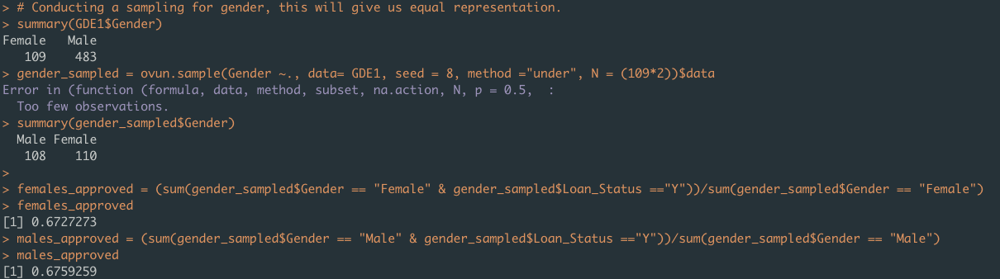 > # Conducting a sampling for gender, this will give us equal representation.
> summary(GDE1$Gender)
Female   Male
   109    483
> gender_sampled = ovun.sample(Gender ~., data= GDE1, seed = 8, method ="under", N = (109*2))$data
Error in (function (formula, data, method, subset, na.action, N, p = 0.5,  :
  Too few observations.
> summary(gender_sampled$Gender)
  Male Female
   108    110
>
> females_approved = (sum(gender_sampled$Gender == "Female" & gender_sampled$Loan_Status =="Y"))/sum(gender_sampled$Gender == "Female")
> females_approved
[1] 0.6727273
> males_approved = (sum(gender_sampled$Gender == "Male" & gender_sampled$Loan_Status =="Y"))/sum(gender_sampled$Gender == "Male")
> males_approved
[1] 0.6759259